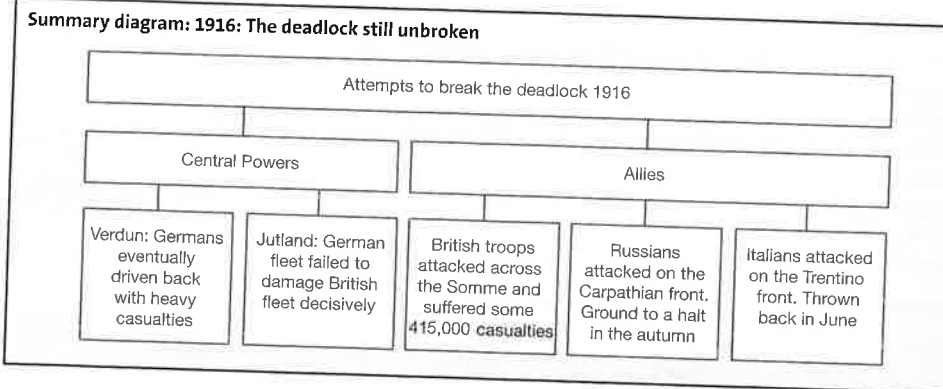 Summary diagram: 1916: The deadlock still unbroken
Attempts to break the deadlock 1916
Central Powers
Allies
Verdun: Germans
eventually
driven back
with heavy
casualties
Jutland: German
fleet failed to
damage British
fleet decisively
British troops
attacked across
the Somme and
suffered some
415,000 casualties
Russians
attacked on the
Carpathian front.
Ground to a halt
in the autumn
Italians attacked
on the Trentino
front. Thrown
back in June